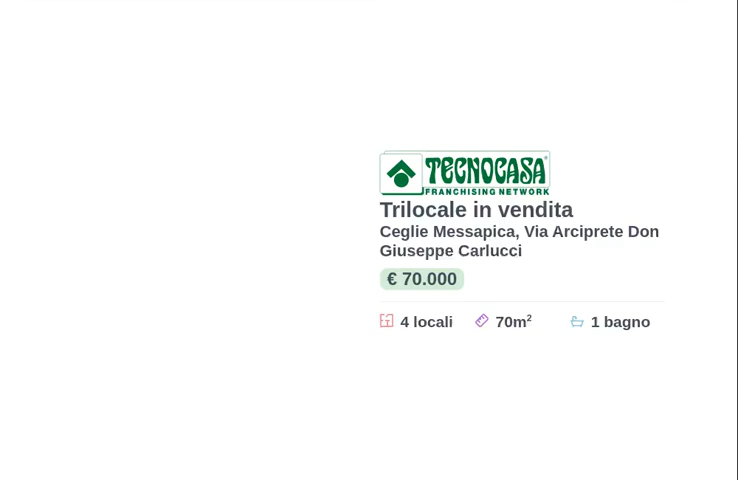 TECNOCASA
FRANCHISING NETWORK
Trilocale in vendita
Ceglie Messapica, Via Arciprete Don
Giuseppe Carlucci
€ 70.000
4 locali 70m² 1 bagno